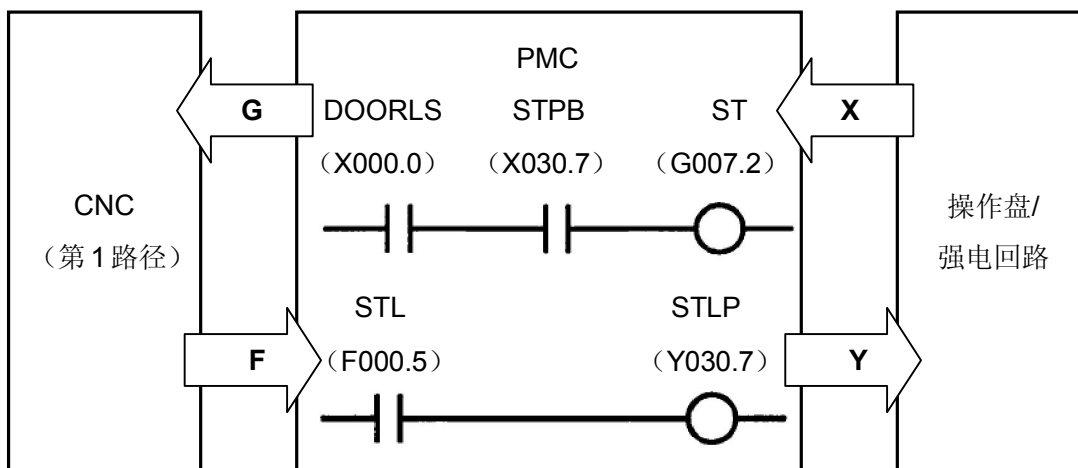 PMC
G
DOORLS
STPB
ST
X
（X000.0）
（X030.7）
（G007.2）
CNC
（第1路径）
操作盘/
强电回路
STL
STLP
F
（F000.5）
（Y030.7）
Y